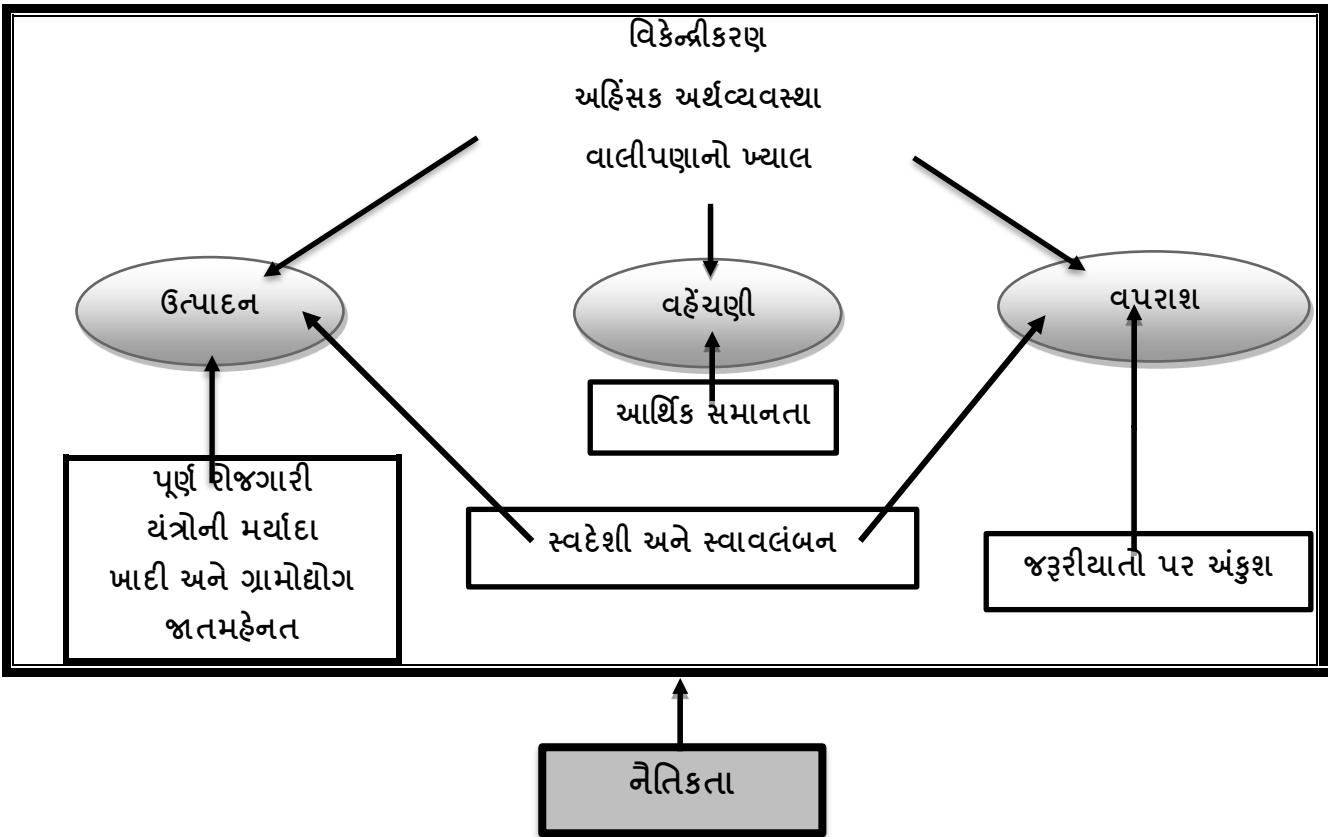 વિકેન્દ્રીકરણ
અહિંસક અર્થવ્યવસ્થા
વાલીપણાનો ખ્યાલ
ઉત્પાદન
વહેંચણી
વપરાશ
આર્થિક સમાનતા
પૂર્ણ રોજગારી
યંત્રોની મર્યાદા
ખાદી અને ગ્રામોદ્યોગ
જાતમહેનત
સ્વદેશી અને સ્વાવલંબન
જરૂરીયાતો પર અંકુશ
નૈતિકતા